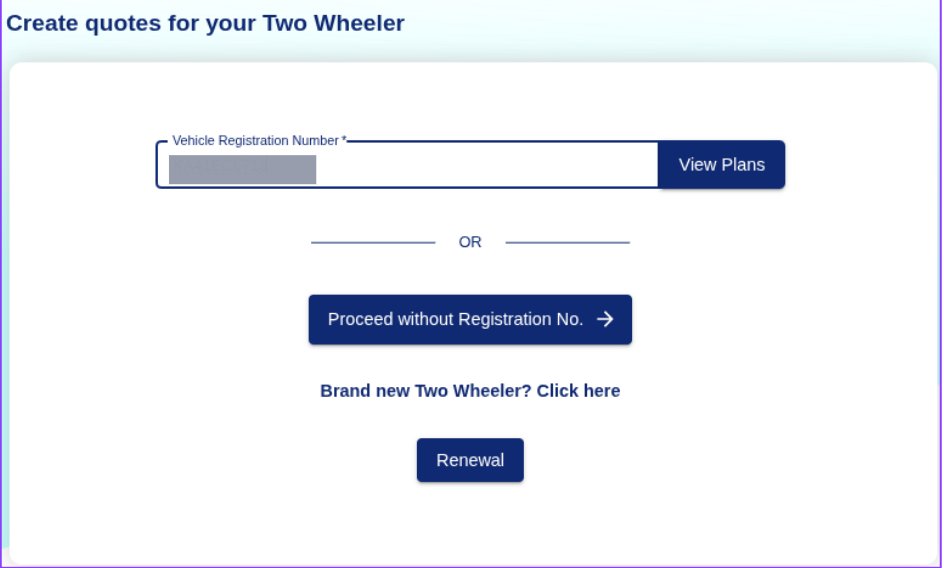 Create quotes for your Two Wheeler
Vehicle Registration Number *
View Plans
OR
Proceed without Registration No.
Brand new Two Wheeler? Click here
Renewal